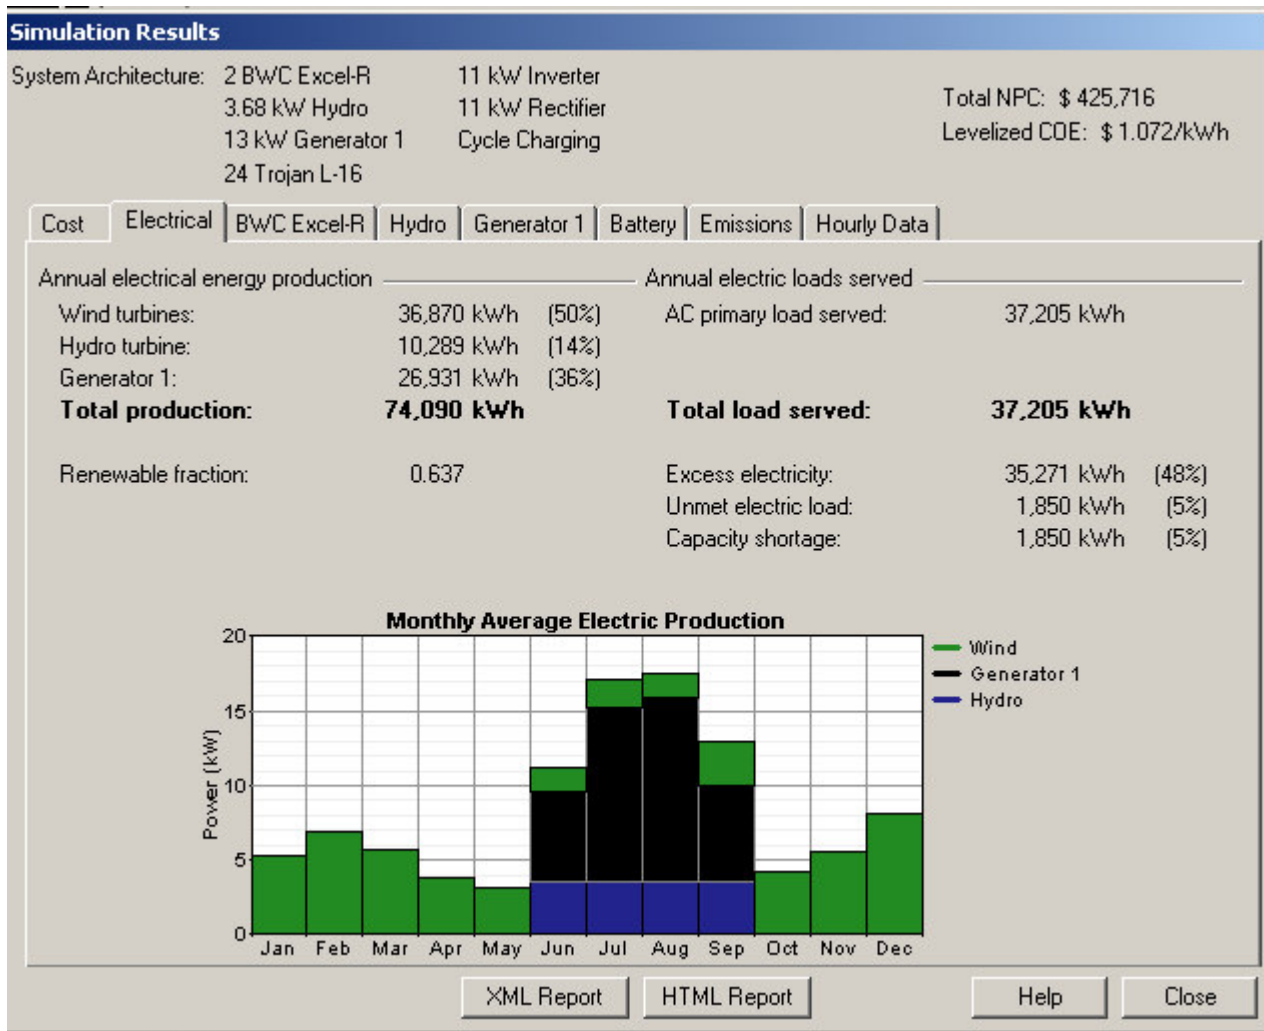 Simulation Results
System Architecture: 2 BWC Excel-R 11 kW Inverter
3.68 kW Hydro 11 kW Rectifier
13 kW Generator 1 Cycle Charging
24 Trojan L-16
Total NPC: $ 425,716
Levelized COE: $ 1.072/kWh
Cost Electrical BWC Excel-R Hydro Generator 1 Battery Emissions Hourly Data
Annual electrical energy production
Wind turbines: 36,870 kWh (50%)
Hydro turbine: 10,289 kWh (14%)
Generator 1: 26,931 kWh (36%)
Total production: 74,090 kWh
Renewable fraction: 0.637
Annual electric loads served
AC primary load served: 37,205 kWh
Total load served: 37,205 kWh
Excess electricity: 35,271 kWh (48%)
Unmet electric load: 1,850 kWh (5%)
Capacity shortage: 1,850 kWh (5%)
Monthly Average Electric Production
Power (kW)
20
15
10
5
0
Jan Feb Mar Apr May Jun Jul Aug Sep Oct Nov Dec
Wind
Generator 1
Hydro
XML Report HTML Report Help Close